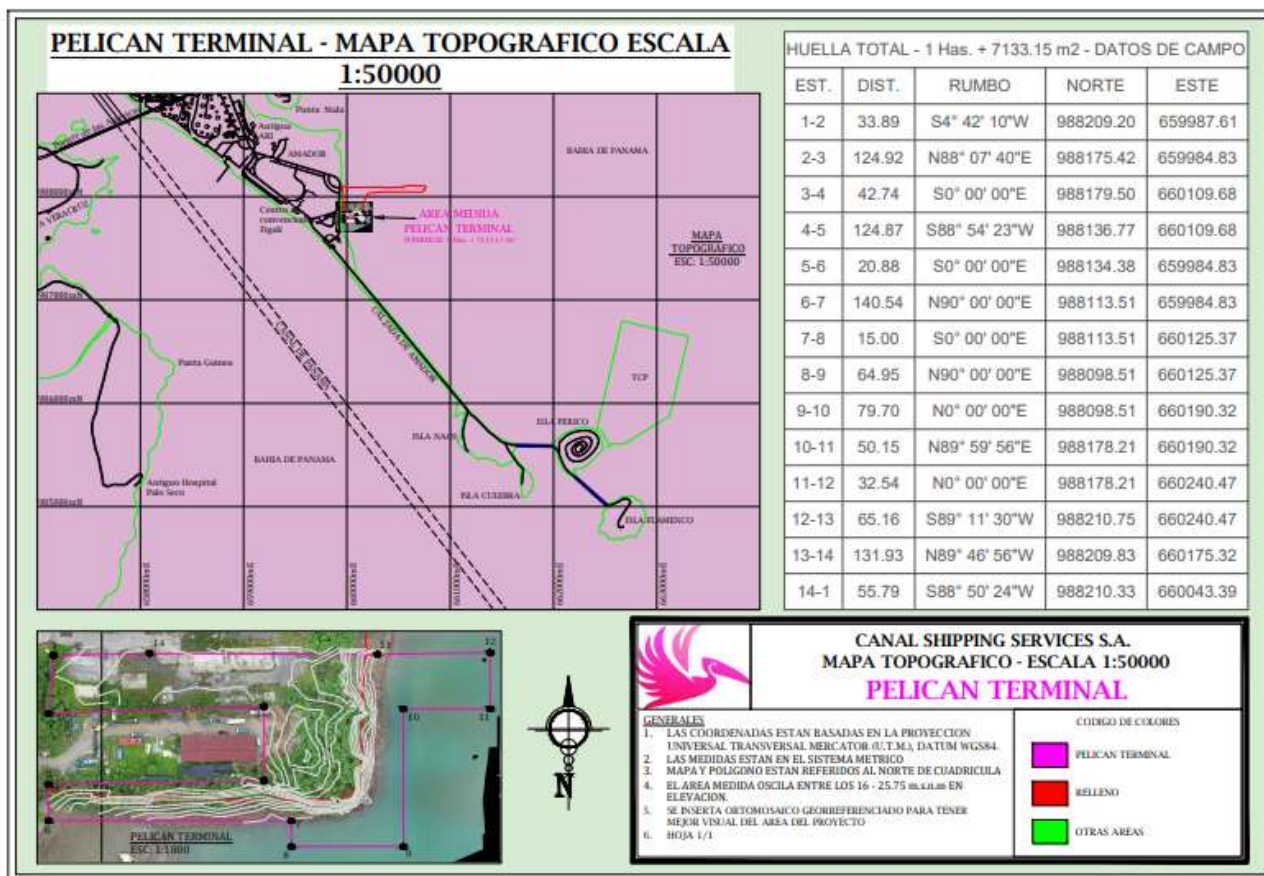 PELICAN TERMINAL - MAPA TOPOGRAFICO ESCALA
1:50000
Punta Mala
Antigua
ARI
AMADOR
BAHIA DE PANAMA
Centro de
convenciones
Figali
AREA MEDIDA
PELICAN TERMINAL
MAPA
TOPOGRÁFICO
ESC: 1:50000
CALZADA DE AMADOR
Punta Guinea
TCP
ISLA PERICO
ISLA NAOS
BAHIA DE PANAMA
Antiguo Hospital
Palo Seco
ISLA CULEBRA
ISLA FLAMENCO
HUELLA TOTAL - 1 Has. + 7133.15 m2 - DATOS DE CAMPO
EST. DIST. RUMBO NORTE ESTE
1-2 33.89 S4° 42' 10"W 988209.20 659987.61
2-3 124.92 N88° 07' 40"E 988175.42 659984.83
3-4 42.74 S0° 00' 00"E 988179.50 660109.68
4-5 124.87 S88° 54' 23"W 988136.77 660109.68
5-6 20.88 S0° 00' 00"E 988134.38 659984.83
6-7 140.54 N90° 00' 00"E 988113.51 659984.83
7-8 15.00 S0° 00' 00"E 988113.51 660125.37
8-9 64.95 N90° 00' 00"E 988098.51 660125.37
9-10 79.70 N0° 00' 00"E 988098.51 660190.32
10-11 50.15 N89° 59' 56"E 988178.21 660190.32
11-12 32.54 N0° 00' 00"E 988178.21 660240.47
12-13 65.16 S89° 11' 30"W 988210.75 660240.47
13-14 131.93 N89° 46' 56"W 988209.83 660175.32
14-1 55.79 S88° 50' 24"W 988210.33 660043.39
14
12
10
11
6
7
8
9
PELICAN TERMINAL
ESC: 1:1800
N
CANAL SHIPPING SERVICES S.A.
MAPA TOPOGRAFICO - ESCALA 1:50000
PELICAN TERMINAL
GENERALES
1. LAS COORDENADAS ESTAN BASADAS EN LA PROYECCION
UNIVERSAL TRANSVERSAL MERCATOR (U.T.M.), DATUM WGS84.
2. LAS MEDIDAS ESTAN EN EL SISTEMA METRICO
3. MAPA Y POLIGONO ESTAN REFERIDOS AL NORTE DE CUADRICULA
4. EL AREA MEDIDA OSCILA ENTRE LOS 16 - 25.75 m.s.n.m EN
ELEVACION.
5. SE INSERTA ORTOMOSAICO GEORREFERENCIADO PARA TENER
MEJOR VISUAL DEL AREA DEL PROYECTO
6. HOJA 1/1
CODIGO DE COLORES
PELICAN TERMINAL
RELLENO
OTRAS AREAS